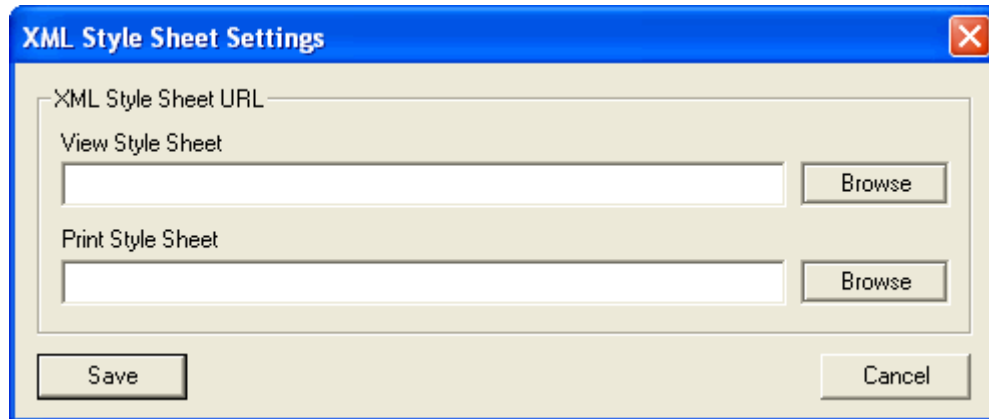 XML Style Sheet Settings
XML Style Sheet URL
View Style Sheet
Browse
Print Style Sheet
Browse
Save Cancel